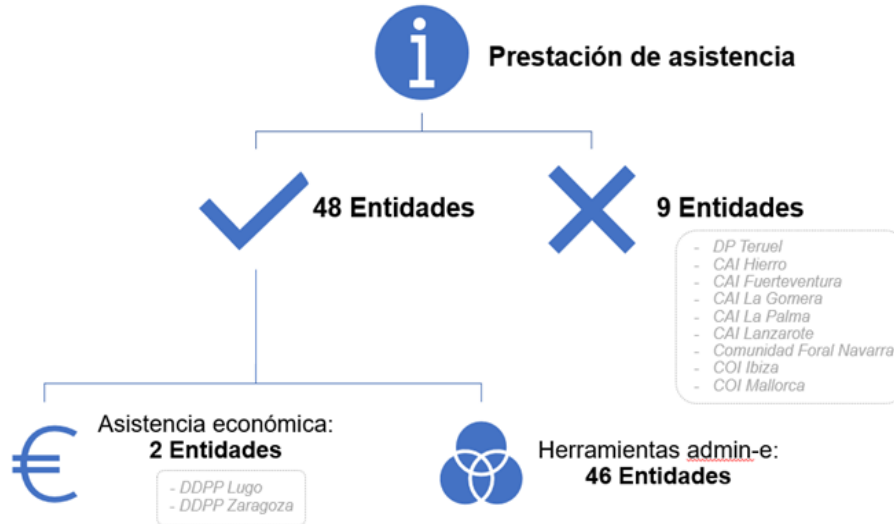 Prestación de asistencia
48 Entidades
9 Entidades
- DP Teruel
- CAI Hierro
- CAI Fuerteventura
- CAI La Gomera
- CAI La Palma
- CAI Lanzarote
- Comunidad Foral Navarra
- COI Ibiza
- COI Mallorca
Asistencia económica:
2 Entidades
- DDPP Lugo
- DDPP Zaragoza
Herramientas admin-e:
46 Entidades